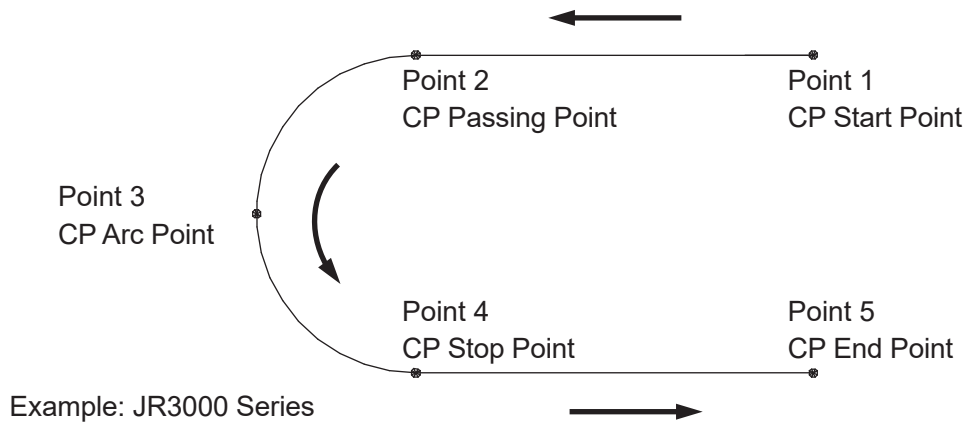 Point 2
CP Passing Point
Point 1
CP Start Point
Point 3
CP Arc Point
Point 4
CP Stop Point
Point 5
CP End Point
Example: JR3000 Series